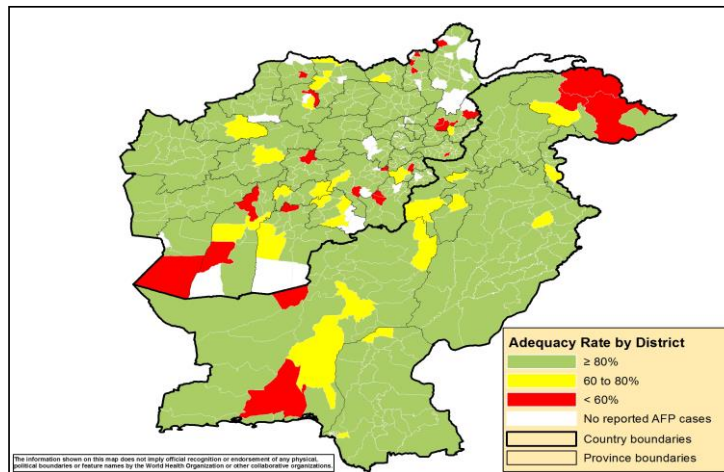 Adequacy Rate by District
≥ 80%
60 to 80%
< 60%
No reported AFP cases
Country boundaries
Province boundaries
The information shown on this map does not imply official recognition or endorsement of any physical,
political boundaries or feature names by the World Health Organization or other collaborative organizations.